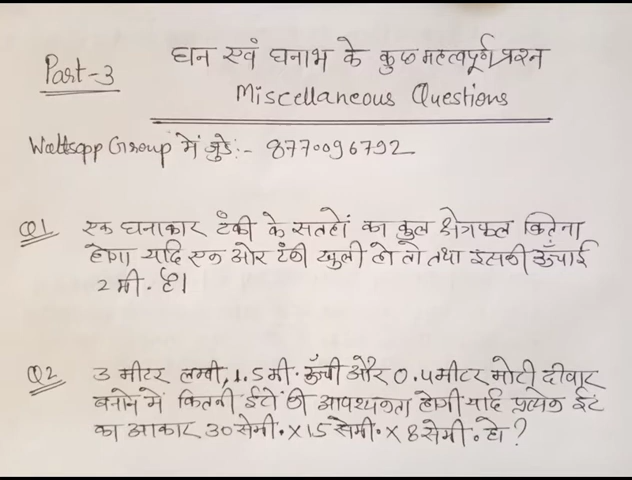 Part-3
घन एवं घनाभ के कुछ महत्वपूर्ण प्रश्न
Miscellaneous Questions
Wattsapp Group में जुड़े:- 8770096792
Q1 एक घनाकार टंकी के सतहों का कुल क्षेत्रफल कितना
होगा यदि एक ओर टंकी खुली हो तो तथा इसकी ऊँचाई
2 मी. है।
Q2 3 मीटर लम्बी, 1.5 मी. ऊँची और 0.4 मीटर मोटी दीवार
बनाने में कितनी ईंटों की आवश्यकता होगी यदि प्रत्येक ईंट
का आकार 30 सेमी. × 15 सेमी. × 8 सेमी. हो ?